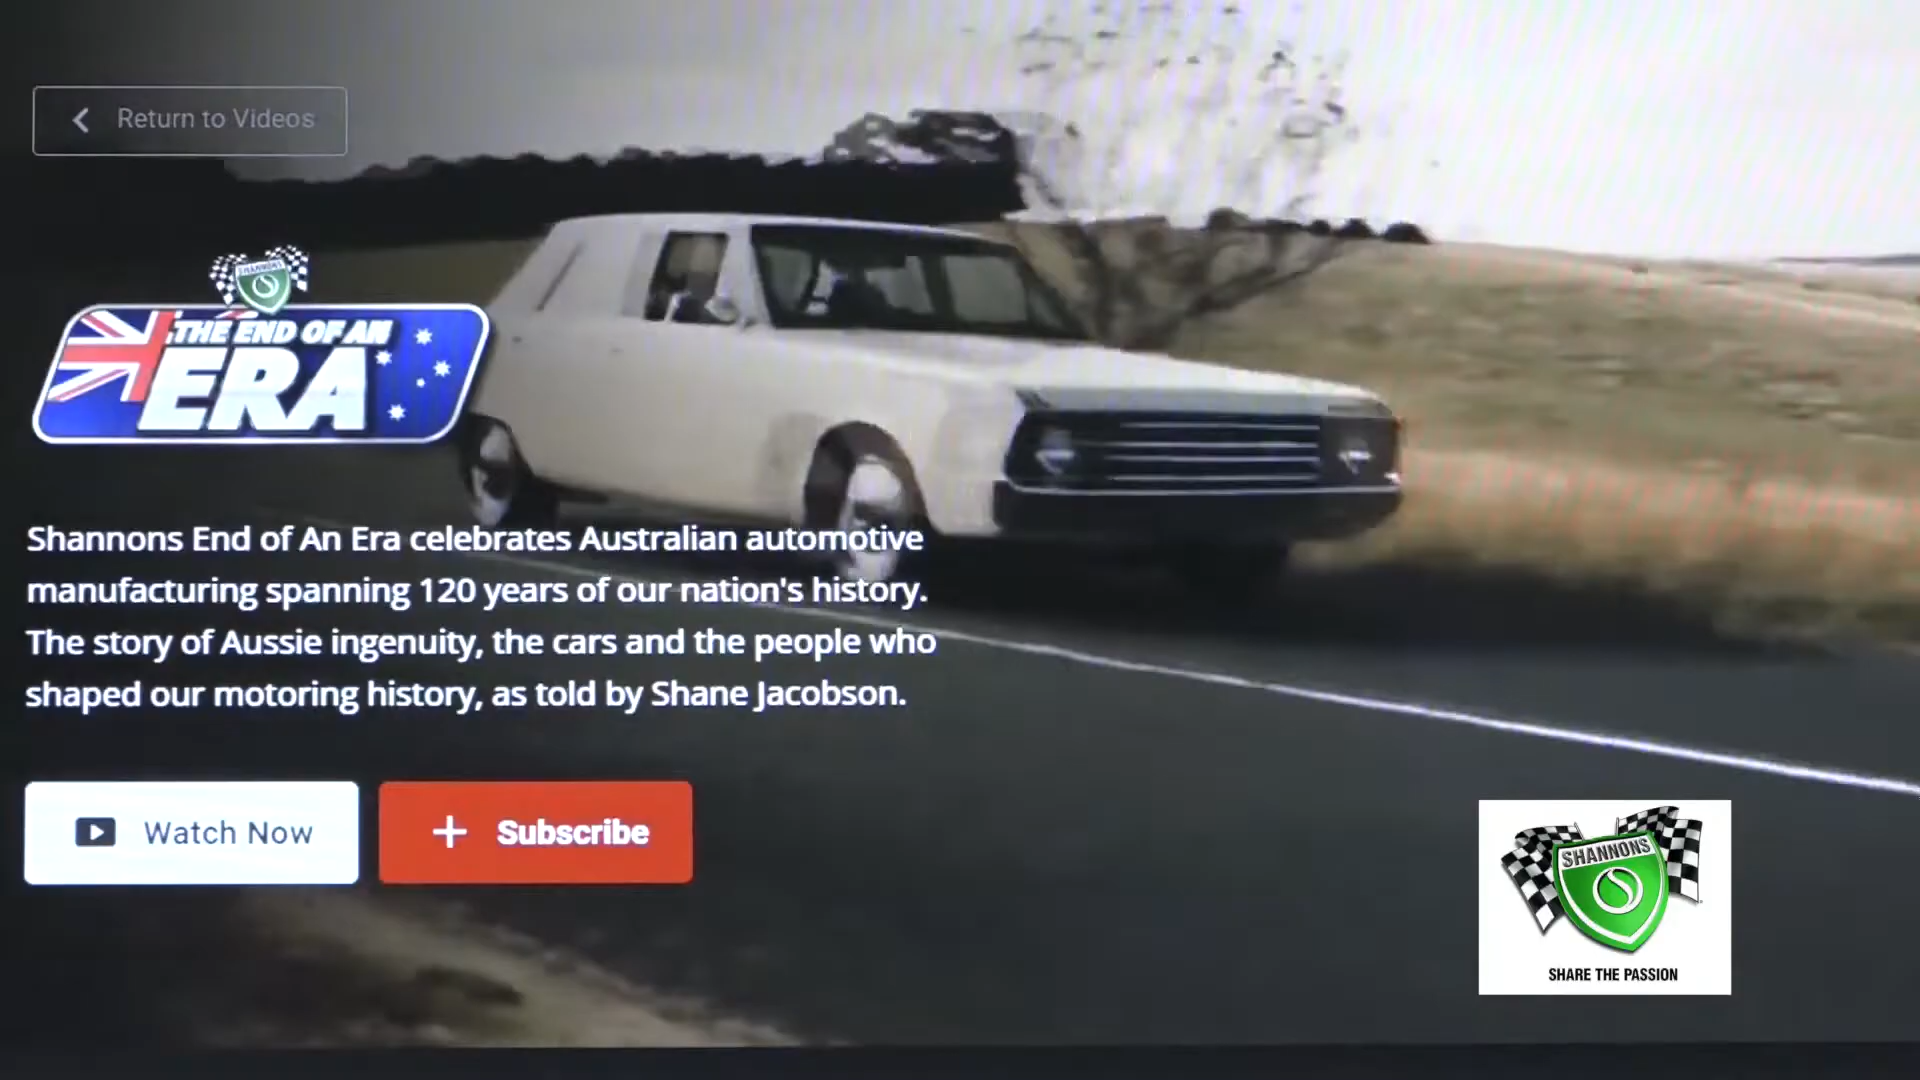 Return to Videos
SHANNONS
THE END OF AN
ERA
Shannons End of An Era celebrates Australian automotive
manufacturing spanning 120 years of our nation's history.
The story of Aussie ingenuity, the cars and the people who
shaped our motoring history, as told by Shane Jacobson.
Watch Now
Subscribe
SHANNONS
SHARE THE PASSION